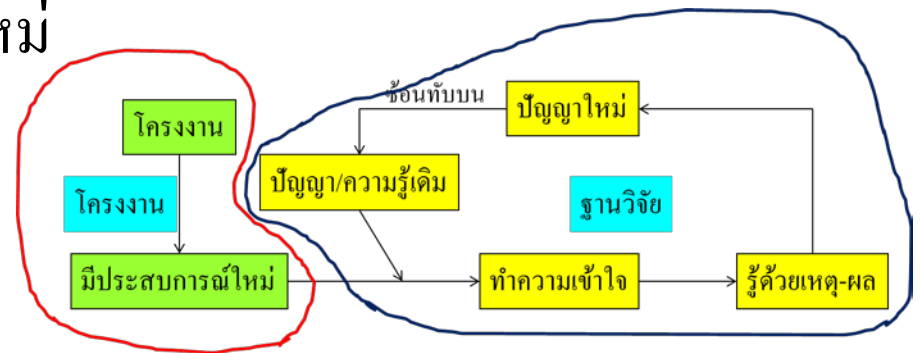 หม่
ซ้อนทับบน
ปัญญาใหม่
โครงงาน
ปัญญา/ความรู้เดิม
โครงงาน
ฐานวิจัย
มีประสบการณ์ใหม่
ทำความเข้าใจ
รู้ด้วยเหตุ-ผล